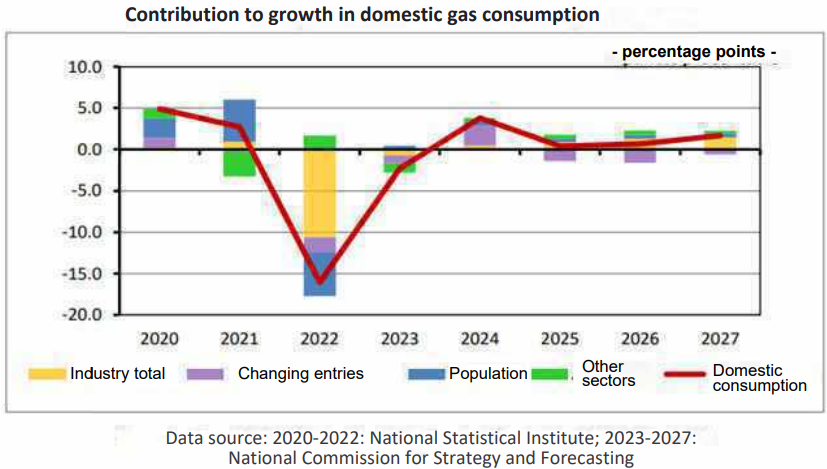 Contribution to growth in domestic gas consumption
- percentage points -
10.0
5.0
0.0
-5.0
-10.0
-15.0
-20.0
2020 2021 2022 2023 2024 2025 2026 2027
Industry total Changing entries Population Other sectors Domestic consumption
Data source: 2020-2022: National Statistical Institute; 2023-2027:
National Commission for Strategy and Forecasting